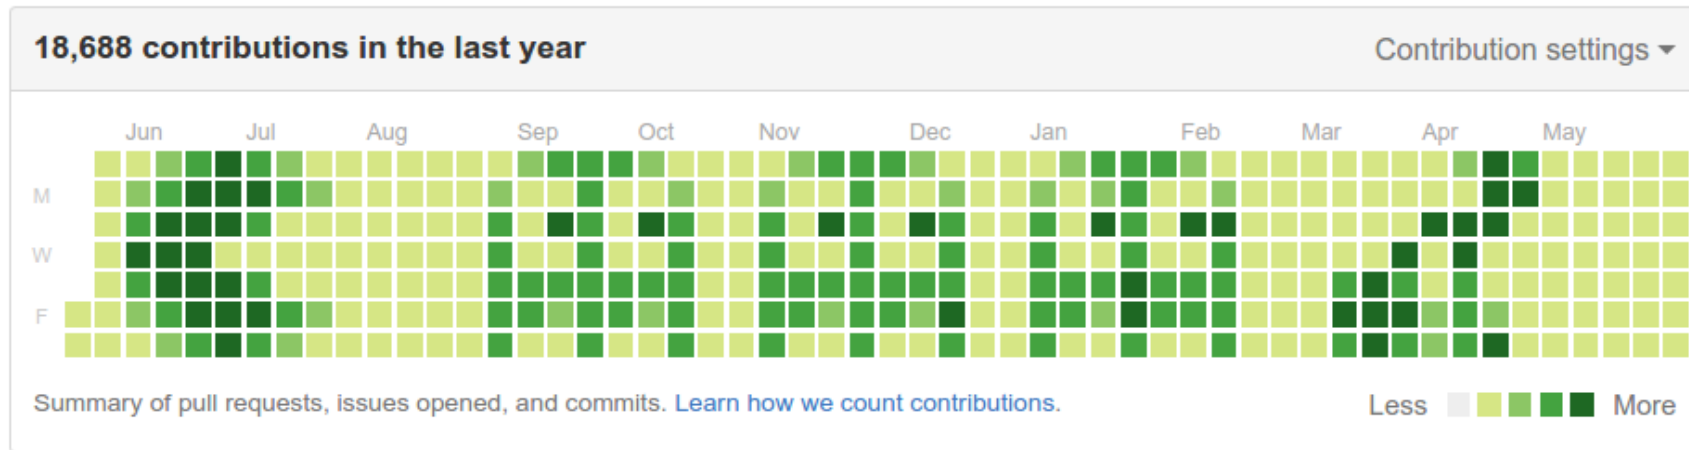 18,688 contributions in the last year
Contribution settings
Jun Jul Aug Sep Oct Nov Dec Jan Feb Mar Apr May
M
W
F
Summary of pull requests, issues opened, and commits. Learn how we count contributions.
Less More